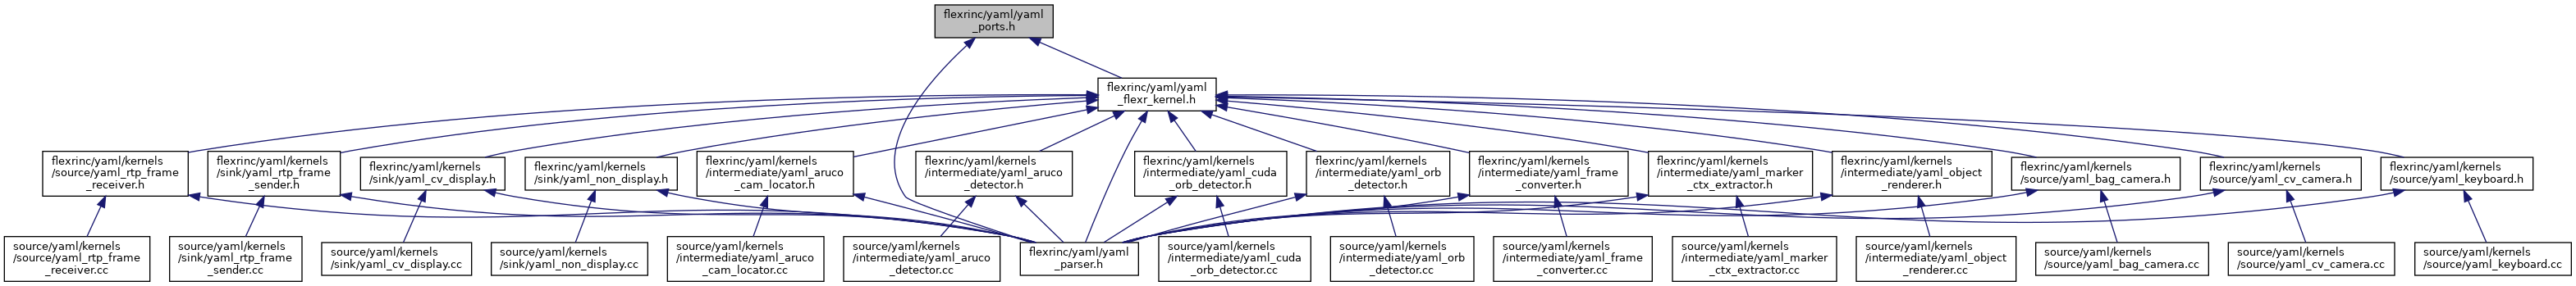 flexrinc/yaml/yaml
_ports.h
flexrinc/yaml/yaml
_flexr_kernel.h
flexrinc/yaml/kernels
/source/yaml_rtp_frame
_receiver.h
flexrinc/yaml/kernels
/sink/yaml_rtp_frame
_sender.h
flexrinc/yaml/kernels
/sink/yaml_cv_display.h
flexrinc/yaml/kernels
/sink/yaml_non_display.h
flexrinc/yaml/kernels
/intermediate/yaml_aruco
_cam_locator.h
flexrinc/yaml/kernels
/intermediate/yaml_aruco
_detector.h
flexrinc/yaml/kernels
/intermediate/yaml_cuda
_orb_detector.h
flexrinc/yaml/kernels
/intermediate/yaml_orb
_detector.h
flexrinc/yaml/kernels
/intermediate/yaml_frame
_converter.h
flexrinc/yaml/kernels
/intermediate/yaml_marker
_ctx_extractor.h
flexrinc/yaml/kernels
/intermediate/yaml_object
_renderer.h
flexrinc/yaml/kernels
/source/yaml_bag_camera.h
flexrinc/yaml/kernels
/source/yaml_cv_camera.h
flexrinc/yaml/kernels
/source/yaml_keyboard.h
source/yaml/kernels
/source/yaml_rtp_frame
_receiver.cc
source/yaml/kernels
/sink/yaml_rtp_frame
_sender.cc
source/yaml/kernels
/sink/yaml_cv_display.cc
source/yaml/kernels
/sink/yaml_non_display.cc
source/yaml/kernels
/intermediate/yaml_aruco
_cam_locator.cc
source/yaml/kernels
/intermediate/yaml_aruco
_detector.cc
flexrinc/yaml/yaml
_parser.h
source/yaml/kernels
/intermediate/yaml_cuda
_orb_detector.cc
source/yaml/kernels
/intermediate/yaml_orb
_detector.cc
source/yaml/kernels
/intermediate/yaml_frame
_converter.cc
source/yaml/kernels
/intermediate/yaml_marker
_ctx_extractor.cc
source/yaml/kernels
/intermediate/yaml_object
_renderer.cc
source/yaml/kernels
/source/yaml_bag_camera.cc
source/yaml/kernels
/source/yaml_cv_camera.cc
source/yaml/kernels
/source/yaml_keyboard.cc